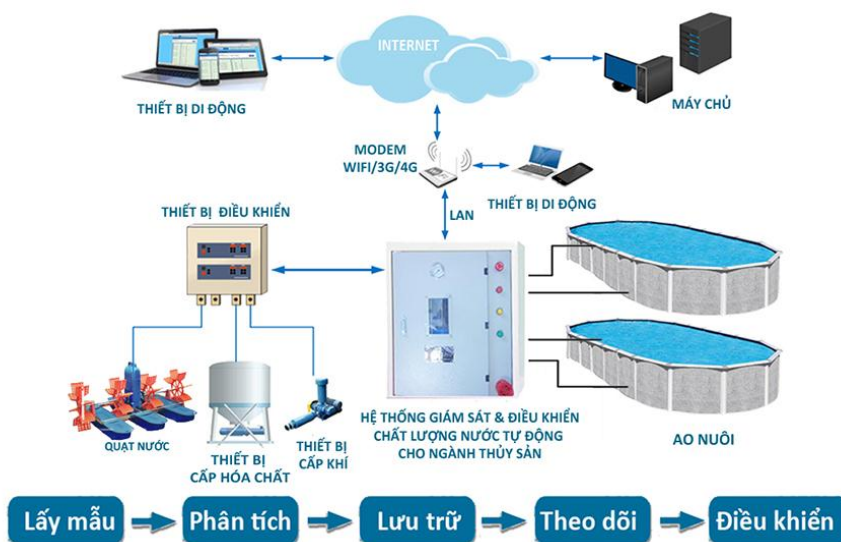 INTERNET
THIẾT BỊ DI ĐỘNG
MÁY CHỦ
MODEM
WIFI/3G/4G
THIẾT BỊ DI ĐỘNG
LAN
THIẾT BỊ ĐIỀU KHIỂN
QUẠT NƯỚC
THIẾT BỊ
CẤP HÓA CHẤT
THIẾT BỊ
CẤP KHÍ
HỆ THỐNG GIÁM SÁT & ĐIỀU KHIỂN
CHẤT LƯỢNG NƯỚC TỰ ĐỘNG
CHO NGÀNH THỦY SẢN
AO NUÔI
Lấy mẫu
Phân tích
Lưu trữ
Theo dõi
Điều khiển